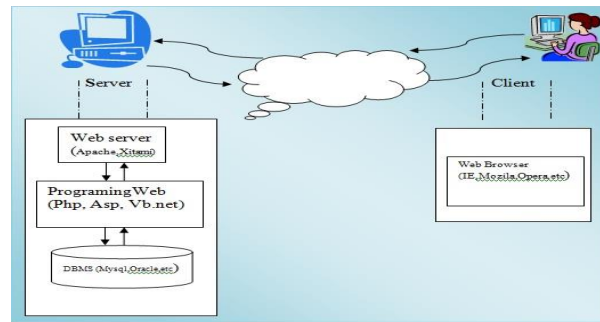 Server
Client
Web server
(Apache,Xitami)
ProgramingWeb
(Php, Asp, Vb.net)
DBMS (Mysql,Oracle,etc)
Web Browser
(IE,Mozila,Opera,etc)